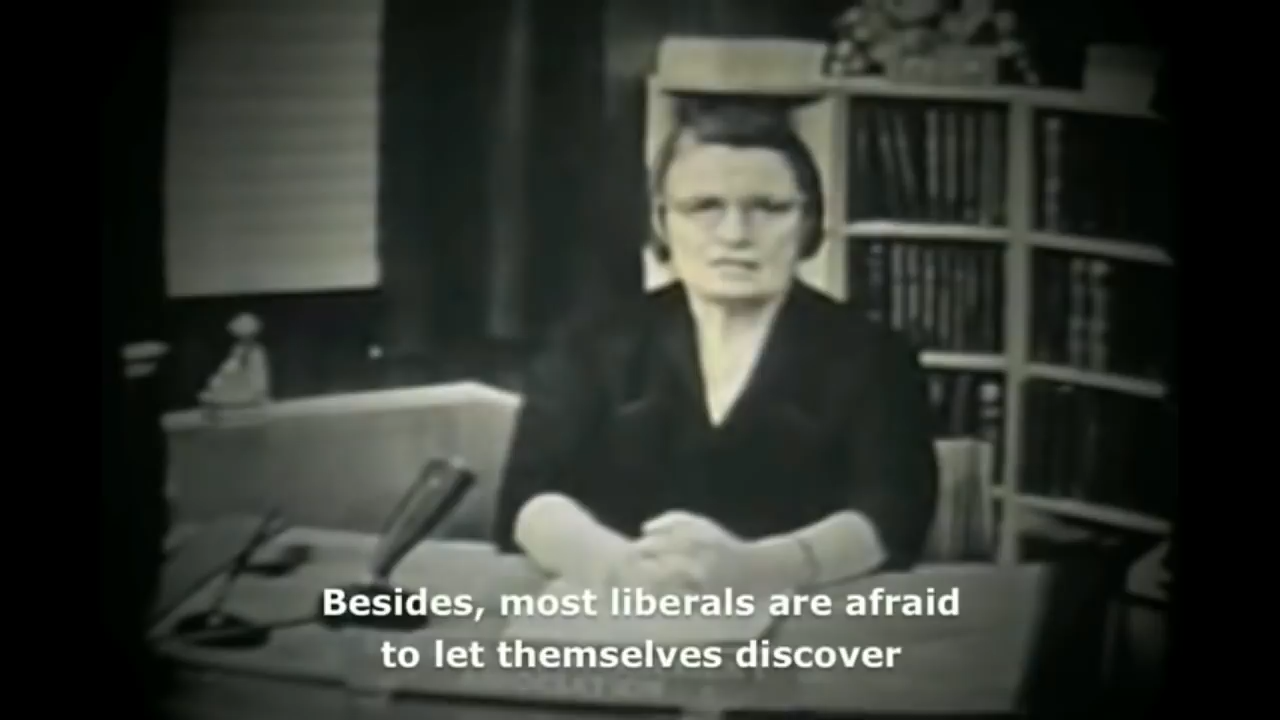 Besides, most liberals are afraid
to let themselves discover